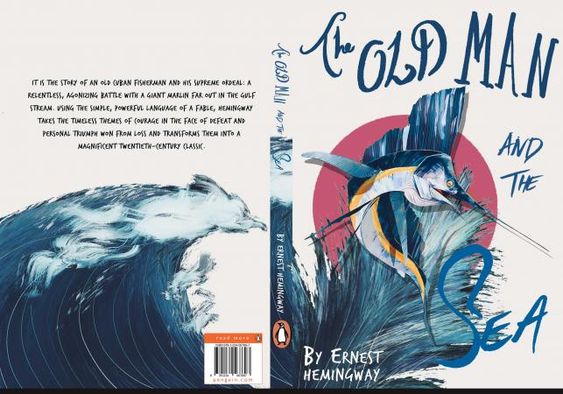 IT IS THE STORY OF AN OLD CUBAN FISHERMAN AND HIS SUPREME ORDEAL: A
RELENTLESS, AGONIZING BATTLE WITH A GIANT MARLIN FAR OUT IN THE GULF
STREAM. USING THE SIMPLE, POWERFUL LANGUAGE OF A FABLE, HEMINGWAY
TAKES THE TIMELESS THEMES OF COURAGE IN THE FACE OF DEFEAT AND
PERSONAL TRIUMPH WON FROM LOSS AND TRANSFORMS THEM INTO A
MAGNIFICENT TWENTIETH-CENTURY CLASSIC.
read more
penguin.com
The OLD MAN AND THE Sea
BY ERNEST HEMINGWAY
The OLD MAN
AND
THE
SEA
BY ERNEST
HEMINGWAY